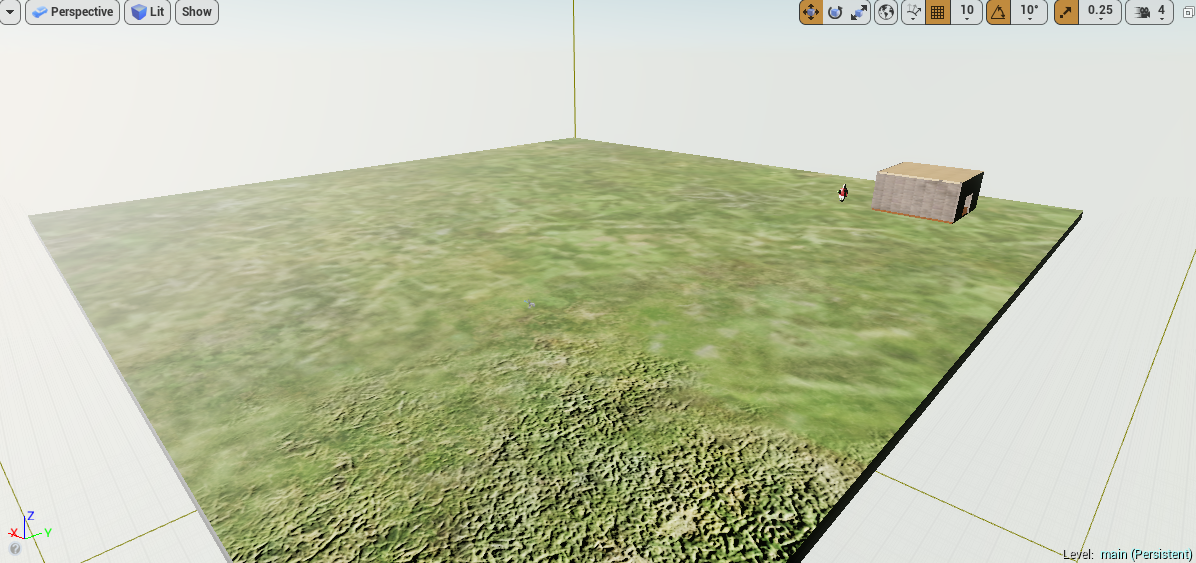 Perspective Lit Show 10 10° 0.25 4
Z
X Y
?
Level: main (Persistent)